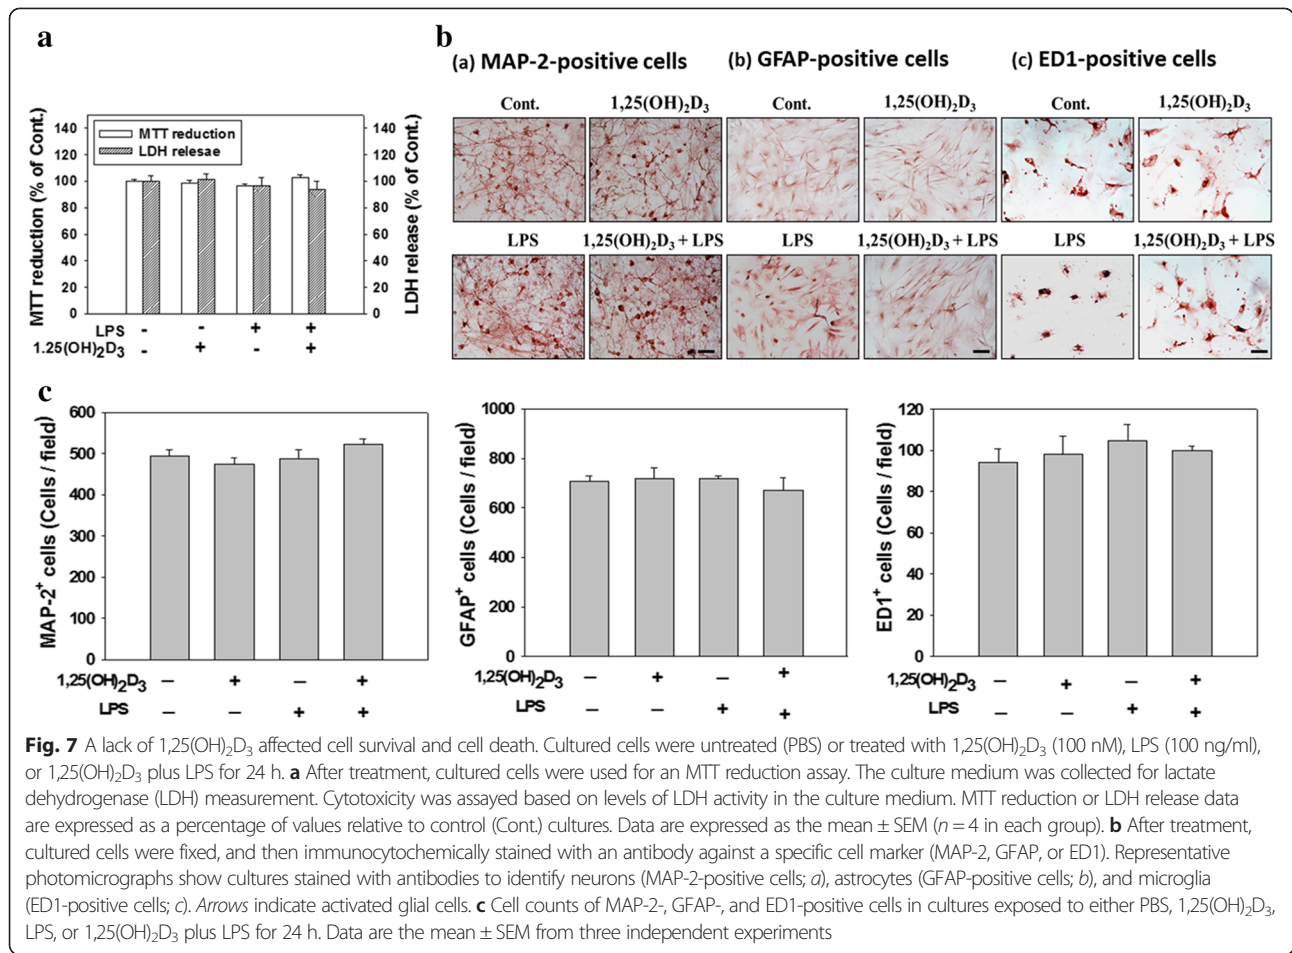 a
b
(a) MAP-2-positive cells
(b) GFAP-positive cells
(c) ED1-positive cells
Cont.
1,25(OH)₂D₃
Cont.
1,25(OH)₂D₃
Cont.
1,25(OH)₂D₃
LPS
1,25(OH)₂D₃ + LPS
LPS
1,25(OH)₂D₃ + LPS
LPS
1,25(OH)₂D₃ + LPS
MTT reduction (% of Cont.)
140
120
100
80
60
40
20
0
MTT reduction
LDH relesae
140
120
100
80
60
40
20
0
LDH release (% of Cont.)
LPS - - + +
1.25(OH)₂D₃ - + - +
c
MAP-2⁺ cells (Cells / field)
600
500
400
300
200
100
0
1,25(OH)₂D₃ – + – +
LPS – – + +
GFAP⁺ cells (Cells / field)
1000
800
600
400
200
0
1,25(OH)₂D₃ – + – +
LPS – – + +
ED1⁺ cells (Cells / field)
120
100
80
60
40
20
0
1,25(OH)₂D₃ – + – +
LPS – – + +
Fig. 7 A lack of 1,25(OH)₂D₃ affected cell survival and cell death. Cultured cells were untreated (PBS) or treated with 1,25(OH)₂D₃ (100 nM), LPS (100 ng/ml),
or 1,25(OH)₂D₃ plus LPS for 24 h. a After treatment, cultured cells were used for an MTT reduction assay. The culture medium was collected for lactate
dehydrogenase (LDH) measurement. Cytotoxicity was assayed based on levels of LDH activity in the culture medium. MTT reduction or LDH release data
are expressed as a percentage of values relative to control (Cont.) cultures. Data are expressed as the mean ± SEM (n = 4 in each group). b After treatment,
cultured cells were fixed, and then immunocytochemically stained with an antibody against a specific cell marker (MAP-2, GFAP, or ED1). Representative
photomicrographs show cultures stained with antibodies to identify neurons (MAP-2-positive cells; a), astrocytes (GFAP-positive cells; b), and microglia
(ED1-positive cells; c). Arrows indicate activated glial cells. c Cell counts of MAP-2-, GFAP-, and ED1-positive cells in cultures exposed to either PBS, 1,25(OH)₂D₃,
LPS, or 1,25(OH)₂D₃ plus LPS for 24 h. Data are the mean ± SEM from three independent experiments